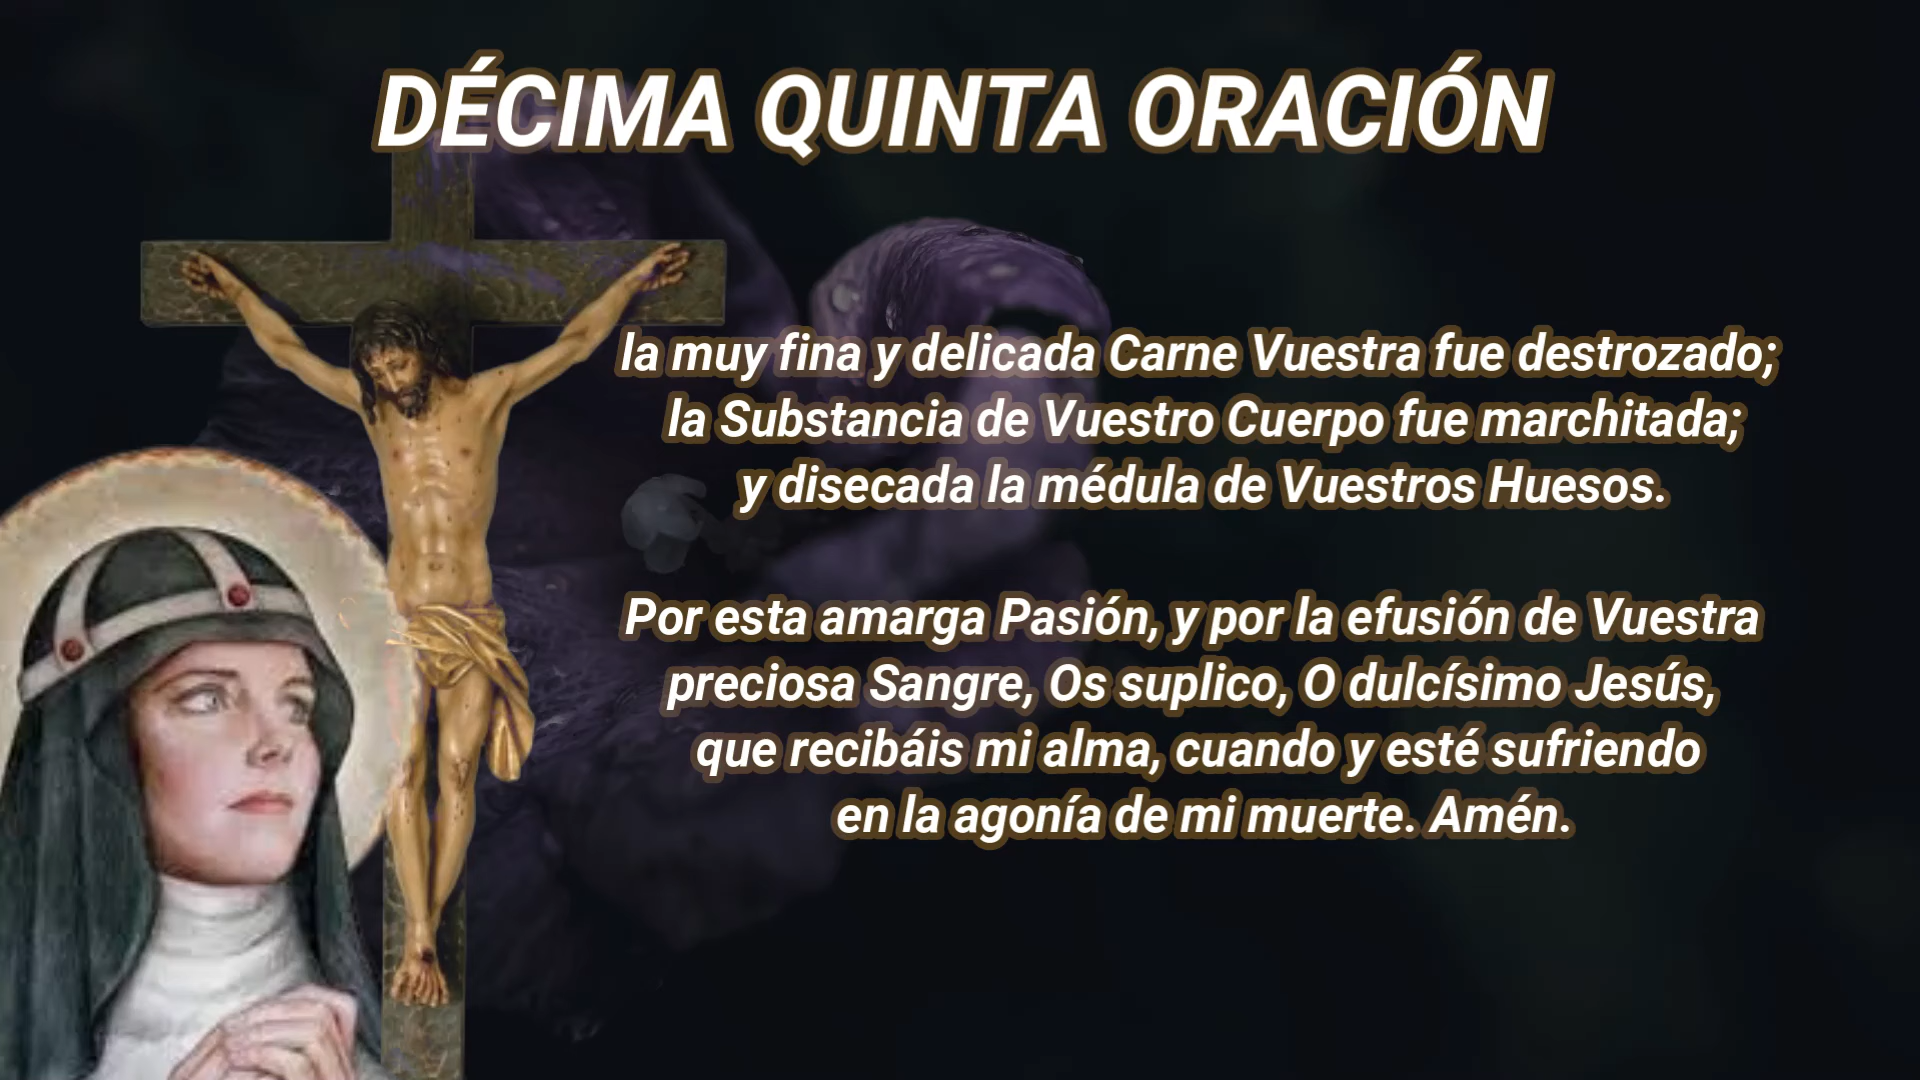 DÉCIMA QUINTA ORACIÓN
la muy fina y delicada Carne Vuestra fue destrozado;
la Substancia de Vuestro Cuerpo fue marchitada;
y disecada la médula de Vuestros Huesos.
Por esta amarga Pasión, y por la efusión de Vuestra
preciosa Sangre, Os suplico, O dulcísimo Jesús,
que recibáis mi alma, cuando y esté sufriendo
en la agonía de mi muerte. Amén.